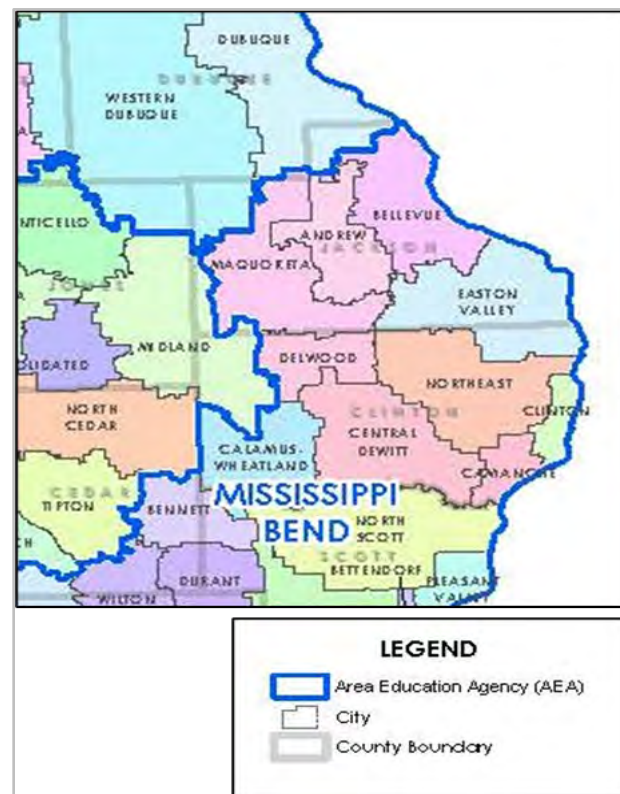 DUBUQUE
DUBUQUE
WESTERN
DUBUQUE
BELLEVUE
NTICELLO
ANDREW
JACKSON
MAQUOKETA
JONES
EASTON
VALLEY
MIDLAND
DELWOOD
OLIDATED
NORTHEAST
NORTH
CEDAR
CLINTON
CLINTON
CENTRAL
DEWITT
CALAMUS-
WHEATLAND
CAMANCHE
CEDAR
TIPTON
MISSISSIPPI
BEND
BENNETT
NORTH
SCOTT
SCOTT
BETTENDORF
DURANT
PLEASANT
VALLEY
WILTON
LEGEND
Area Education Agency (AEA)
City
County Boundary